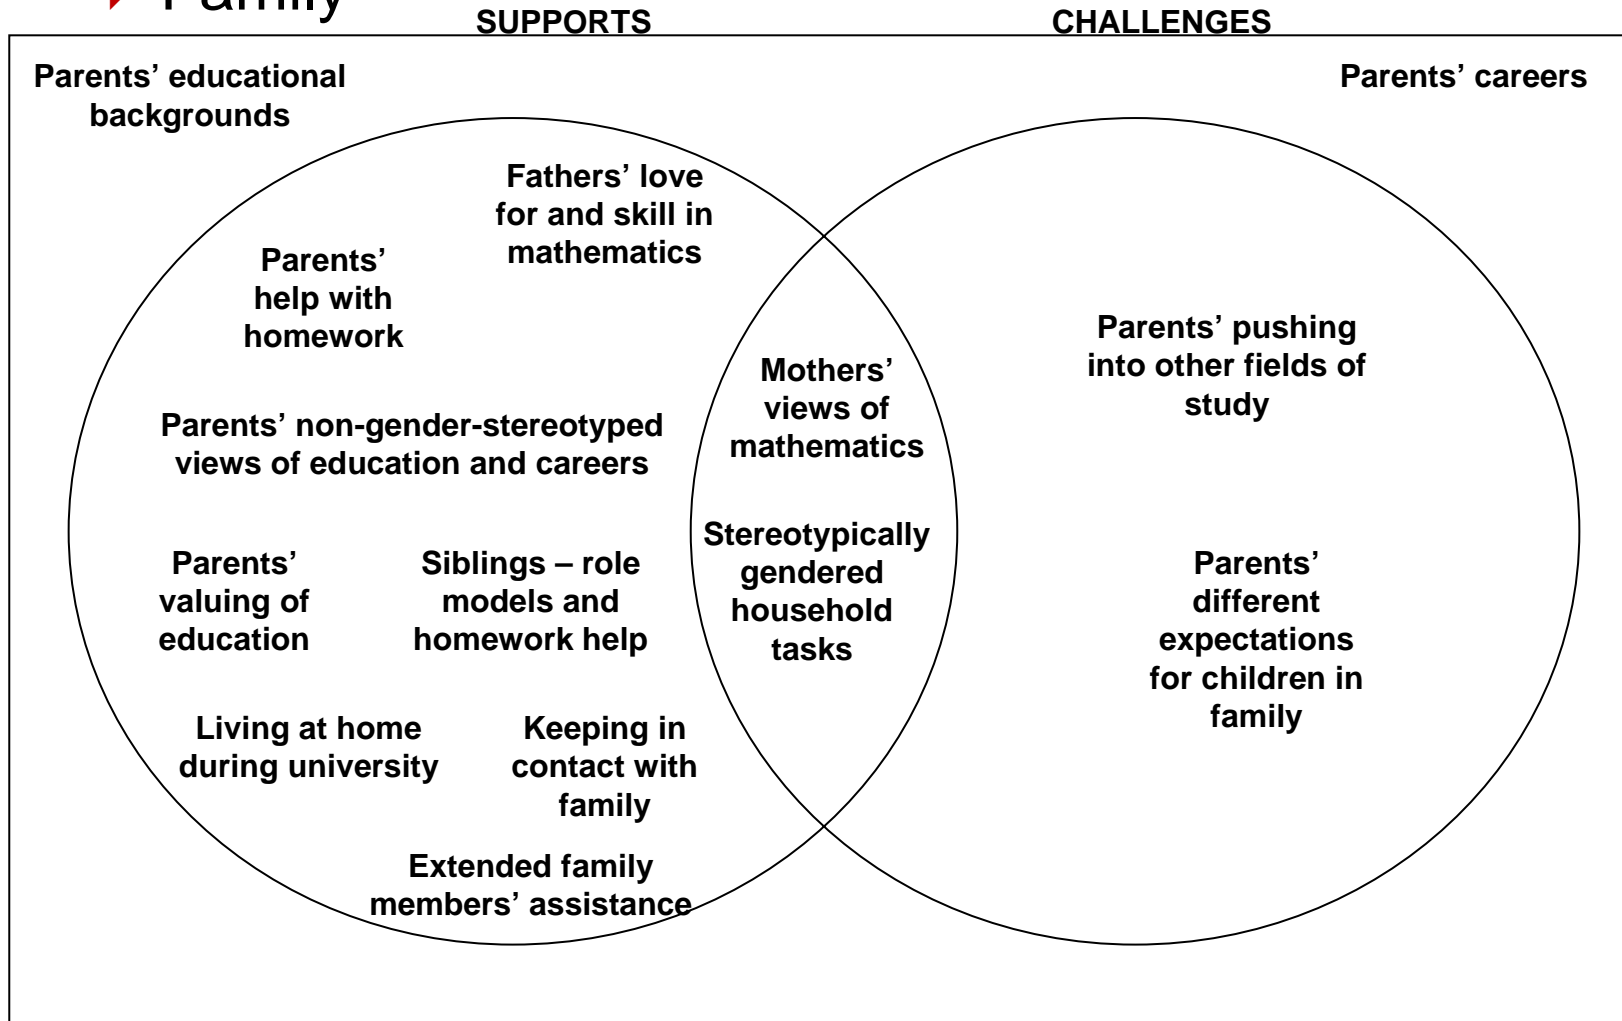 Family
SUPPORTS
CHALLENGES
Parents’ educational
backgrounds
Parents’ careers
Fathers’ love
for and skill in
mathematics
Parents’
help with
homework
Parents’ non-gender-stereotyped
views of education and careers
Parents’
valuing of
education
Siblings – role
models and
homework help
Living at home
during university
Keeping in
contact with
family
Extended family
members’ assistance
Mothers’
views of
mathematics
Stereotypically
gendered
household
tasks
Parents’ pushing
into other fields of
study
Parents’
different
expectations
for children in
family